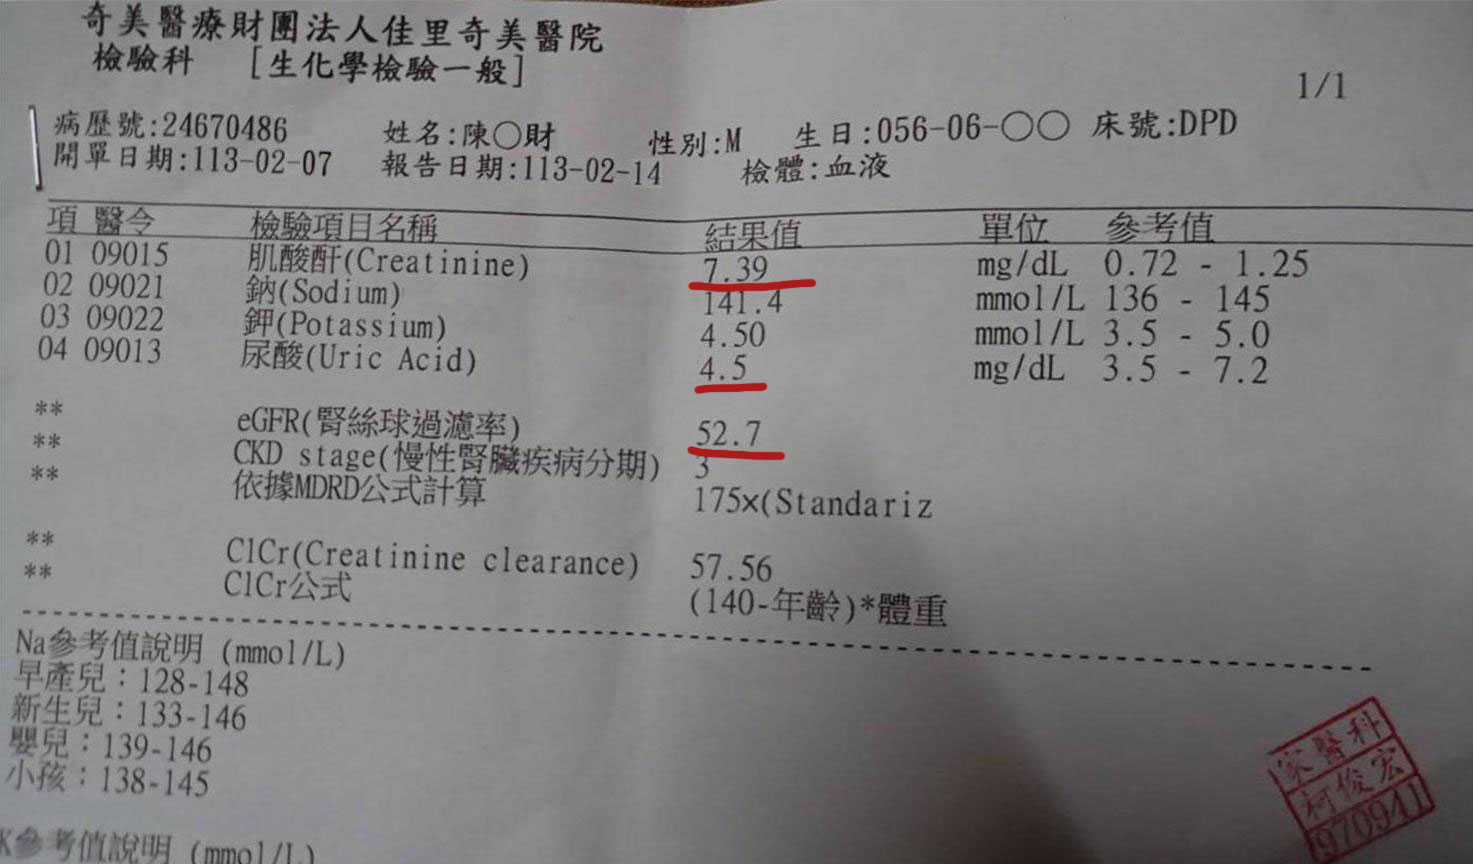 奇美醫療財團法人佳里奇美醫院
檢驗科 [生化學檢驗一般]
1/1
病歷號:24670486 姓名:陳○財 性別:M 生日:056-06-○○ 床號:DPD
開單日期:113-02-07 報告日期:113-02-14 檢體:血液
項 醫令 檢驗項目名稱 結果值 單位 參考值
01 09015 肌酸酐(Creatinine) 7.39 mg/dL 0.72 - 1.25
02 09021 鈉(Sodium) 141.4 mmol/L 136 - 145
03 09022 鉀(Potassium) 4.50 mmol/L 3.5 - 5.0
04 09013 尿酸(Uric Acid) 4.5 mg/dL 3.5 - 7.2
** eGFR(腎絲球過濾率) 52.7
** CKD stage(慢性腎臟疾病分期) 3
** 依據MDRD公式計算 175x(Standariz
** ClCr(Creatinine clearance) 57.56
** ClCr公式 (140-年齡)*體重
Na參考值說明 (mmol/L)
早產兒：128-148
新生兒：133-146
嬰兒：139-146
小孩：138-145
K參考值說明 (mmol/L)
家醫科
柯俊宏
970941